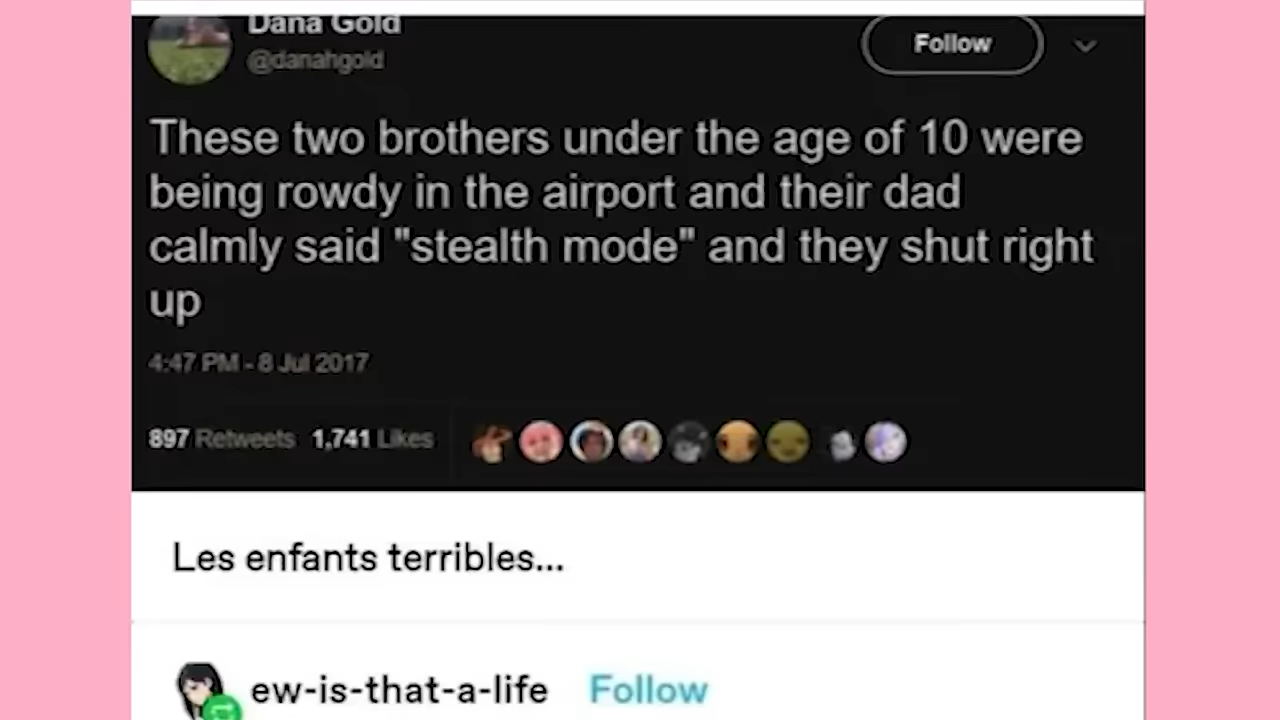 Dana Gold
@danahgold
Follow
These two brothers under the age of 10 were
being rowdy in the airport and their dad
calmly said "stealth mode" and they shut right
up
4:47 PM - 8 Jul 2017
897 Retweets 1,741 Likes
Les enfants terribles...
ew-is-that-a-life Follow